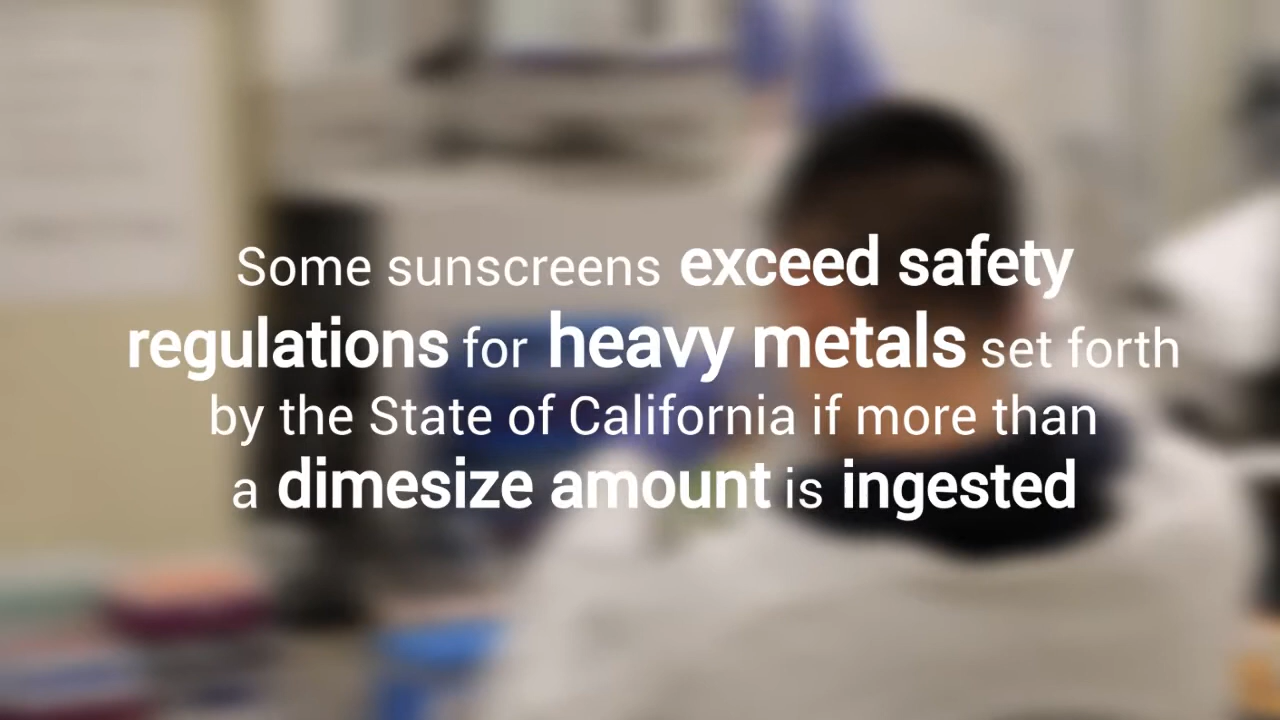 Some sunscreens exceed safety
regulations for heavy metals set forth
by the State of California if more than
a dimesize amount is ingested